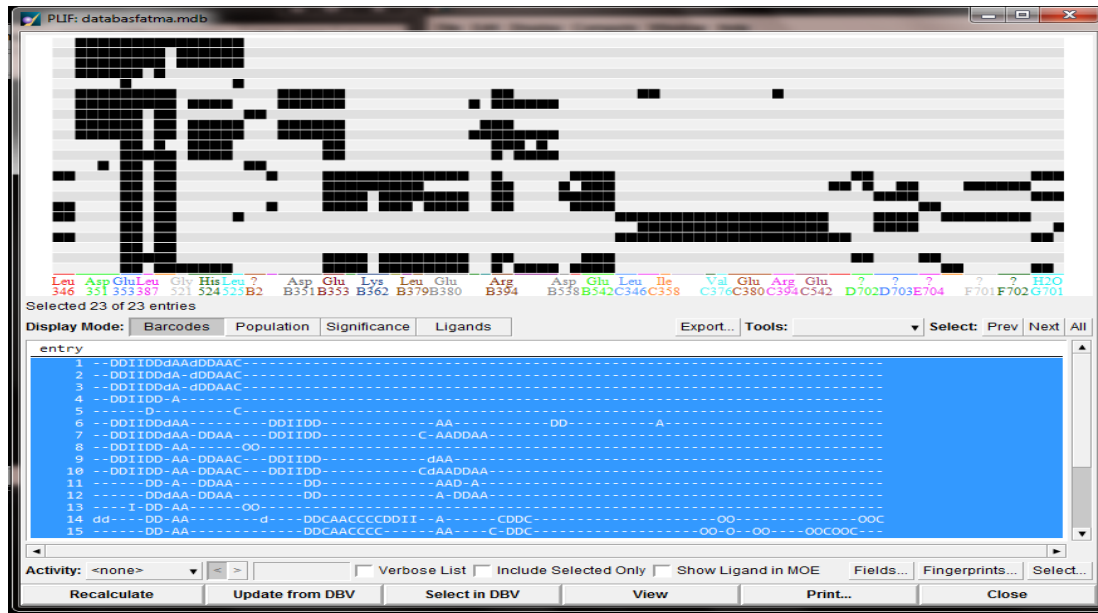 PLIF: databasfatma.mdb
Leu Asp Glu Leu Gly His Leu ? Asp Glu Lys Leu Glu Arg Asp Glu Leu Ile Val Glu Arg Glu ? ? ? ? ? H2O
346 351 353 387 521 524 525 B2 B351 B353 B362 B379 B380 B394 B538 B542 C346 C358 C376 C380 C394 C542 D702 D703 E704 F701 F702 G701
Selected 23 of 23 entries
Display Mode: Barcodes Population Significance Ligands Export... Tools: Select: Prev Next All
entry
1 --DDIIDDdAAdDDAAC-------------------------------------------------------------------------
2 --DDIIDDdA-dDDAAC-------------------------------------------------------------------------
3 --DDIIDDdA-dDDAAC-------------------------------------------------------------------------
4 --DDIIDD-A--------------------------------------------------------------------------------
5 ------D---------C-------------------------------------------------------------------------
6 --DDIIDDdAA---------DDIIDD-------------AA-----------DD----------A-------------------------
7 --DDIIDDdAA-DDAA----DDIIDD-----------C-AADDAA---------------------------------------------
8 --DDIIDD-AA------OO-----------------------------------------------------------------------
9 --DDIIDD-AA-DDAAC---DDIIDD------------dAA-------------------------------------------------
10 --DDIIDD-AA-DDAAC---DDIIDD-----------CdAADDAA---------------------------------------------
11 ------DD-A--DDAA--------DD-------------AAD-A----------------------------------------------
12 ------DDdAA-DDAA--------DD-------------A-DDAA---------------------------------------------
13 ----I-DD-AA------OO-----------------------------------------------------------------------
14 dd----DD-AA--------d----DDCAACCCCDDII--A------CDDC---------------------OO--------------OOC
15 ------DD-AA-------------DDCAACCCC------AA----C-DDC-------------------OO-O--OO----OOCOOC---
Activity: <none> < > Verbose List Include Selected Only Show Ligand in MOE Fields... Fingerprints... Select...
Recalculate Update from DBV Select in DBV View Print... Close